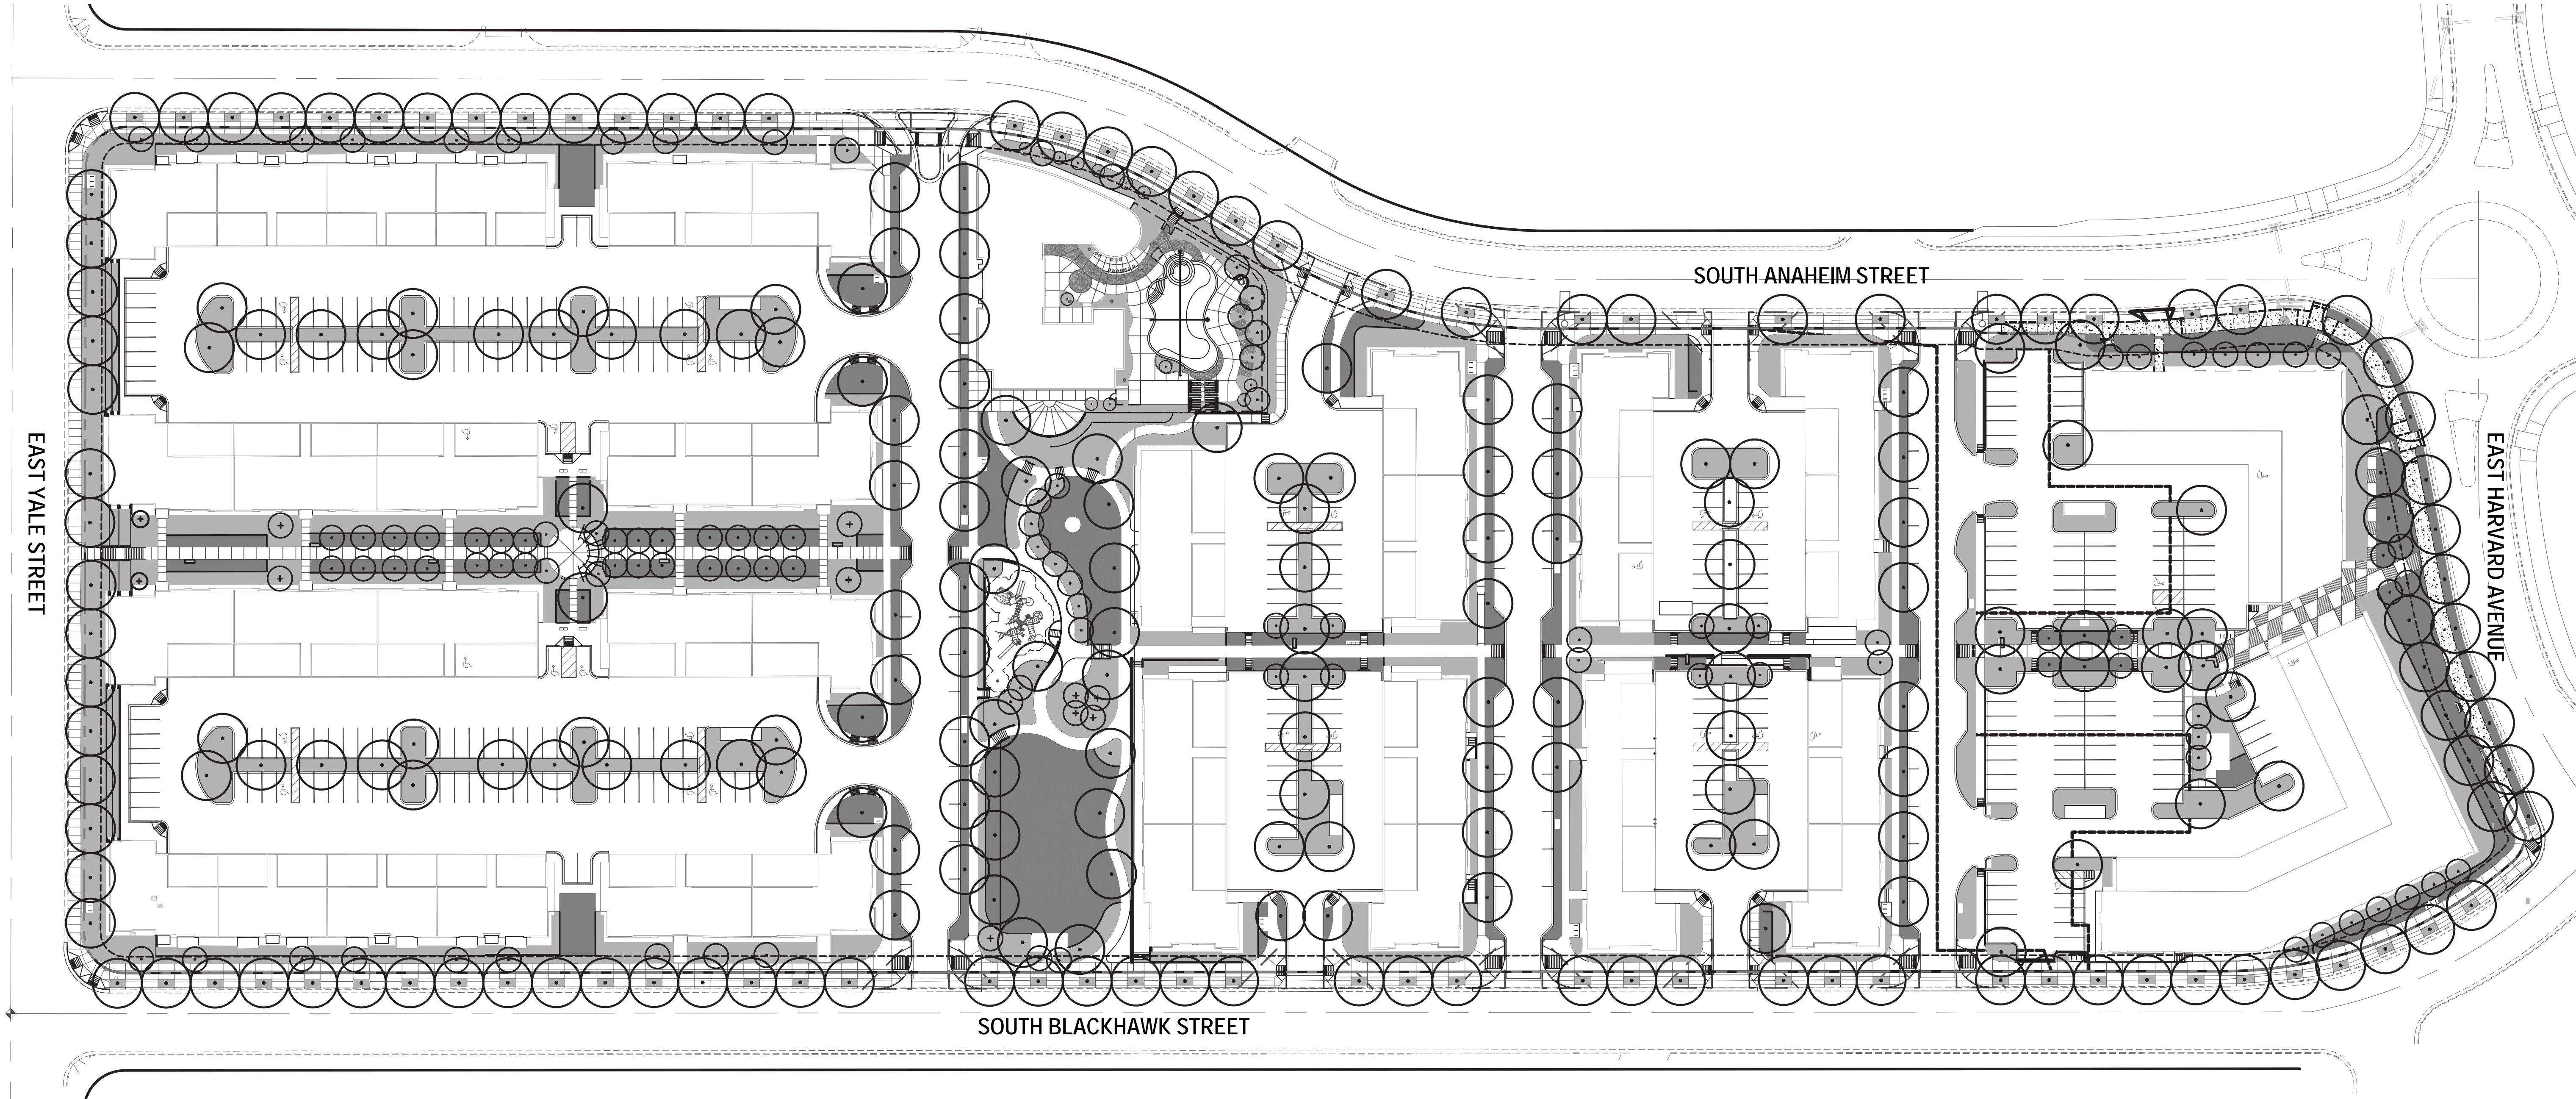 SOUTH ANAHEIM STREET
EAST YALE STREET
EAST HARVARD AVENUE
SOUTH BLACKHAWK STREET